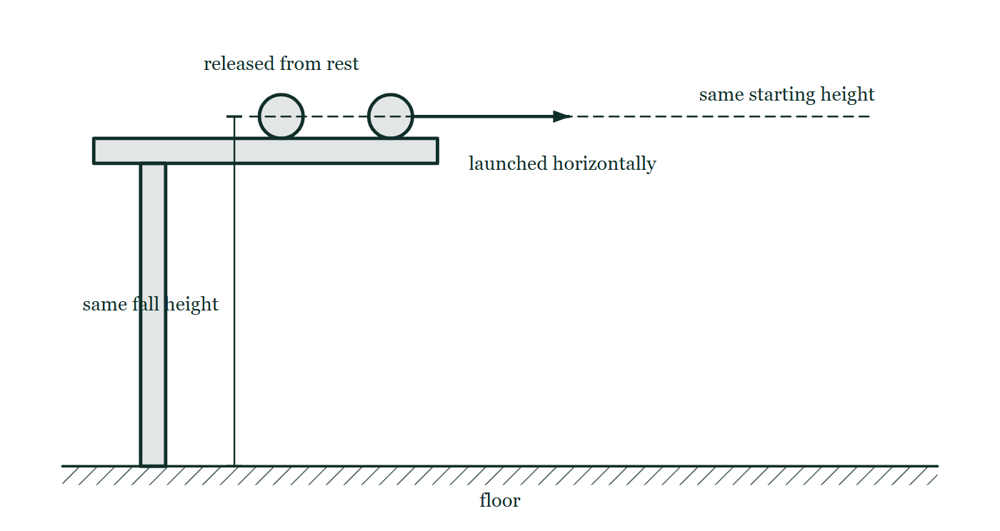 released from rest
same starting height
launched horizontally
same fall height
floor